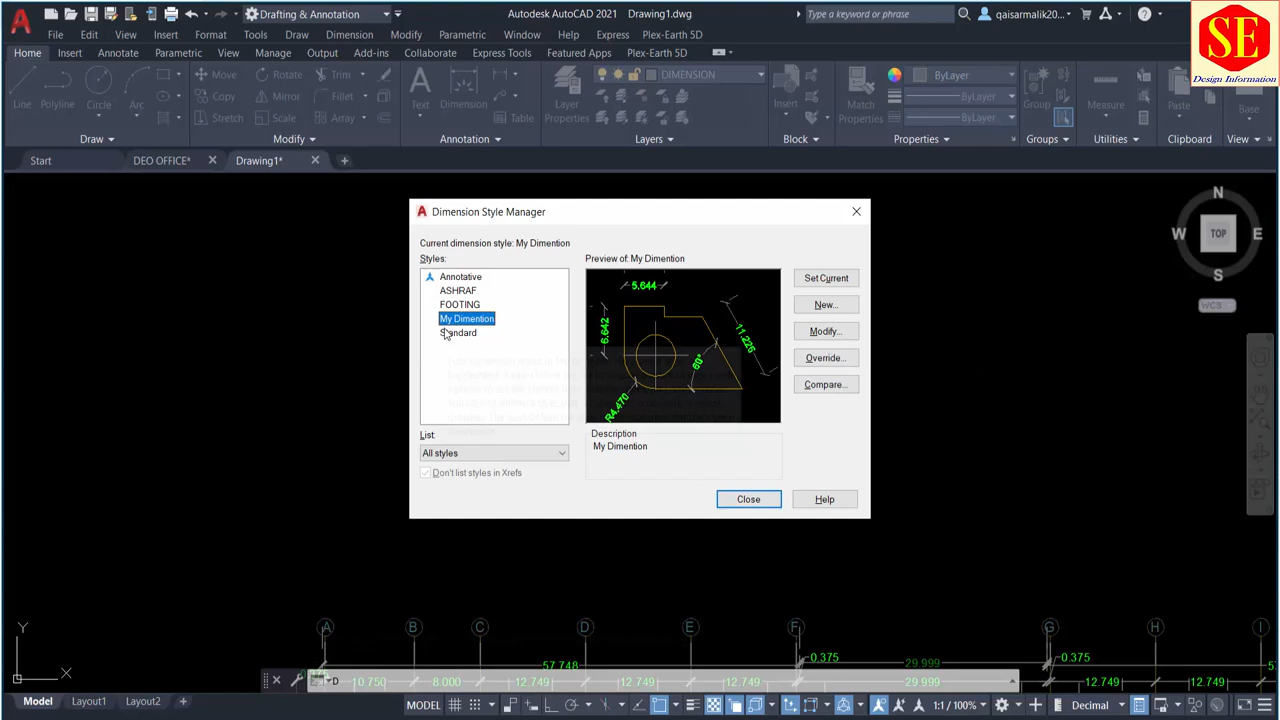 Drafting & Annotation
Autodesk AutoCAD 2021 Drawing1.dwg
Type a keyword or phrase
qaisarmalik20...
SE
Design Information
File Edit View Insert Format Tools Draw Dimension Modify Parametric Window Help Express Plex-Earth 5D
Home Insert Annotate Parametric View Manage Output Add-ins Collaborate Express Tools Featured Apps Plex-Earth 5D
Line Polyline Circle Arc
Move Rotate Trim
Copy Mirror Fillet
Stretch Scale Array
Text Dimension Table
Layer Properties
DIMENSION
Insert
Match Properties
ByLayer
ByLayer
ByLayer
Group
Measure
Paste
Base
Draw Modify Annotation Layers Block Properties Groups Utilities Clipboard View
Start DEO OFFICE* Drawing1*
N
W TOP E
S
WCS
Dimension Style Manager
Current dimension style: My Dimention
Styles:
Annotative
ASHRAF
FOOTING
My Dimention
Standard
Preview of: My Dimention
5.644
6.642
11.226
60°
R4.470
Set Current
New...
Modify...
Override...
Compare...
List:
All styles
Don't list styles in Xrefs
Description
My Dimention
Close
Help
A B C D E F G H I
57.748 0.375 29.999 0.375
D 10.750 8.000 12.749 12.749 12.749 29.999 12.749 12.749
Y
X
Model Layout1 Layout2
MODEL
1:1 / 100%
Decimal